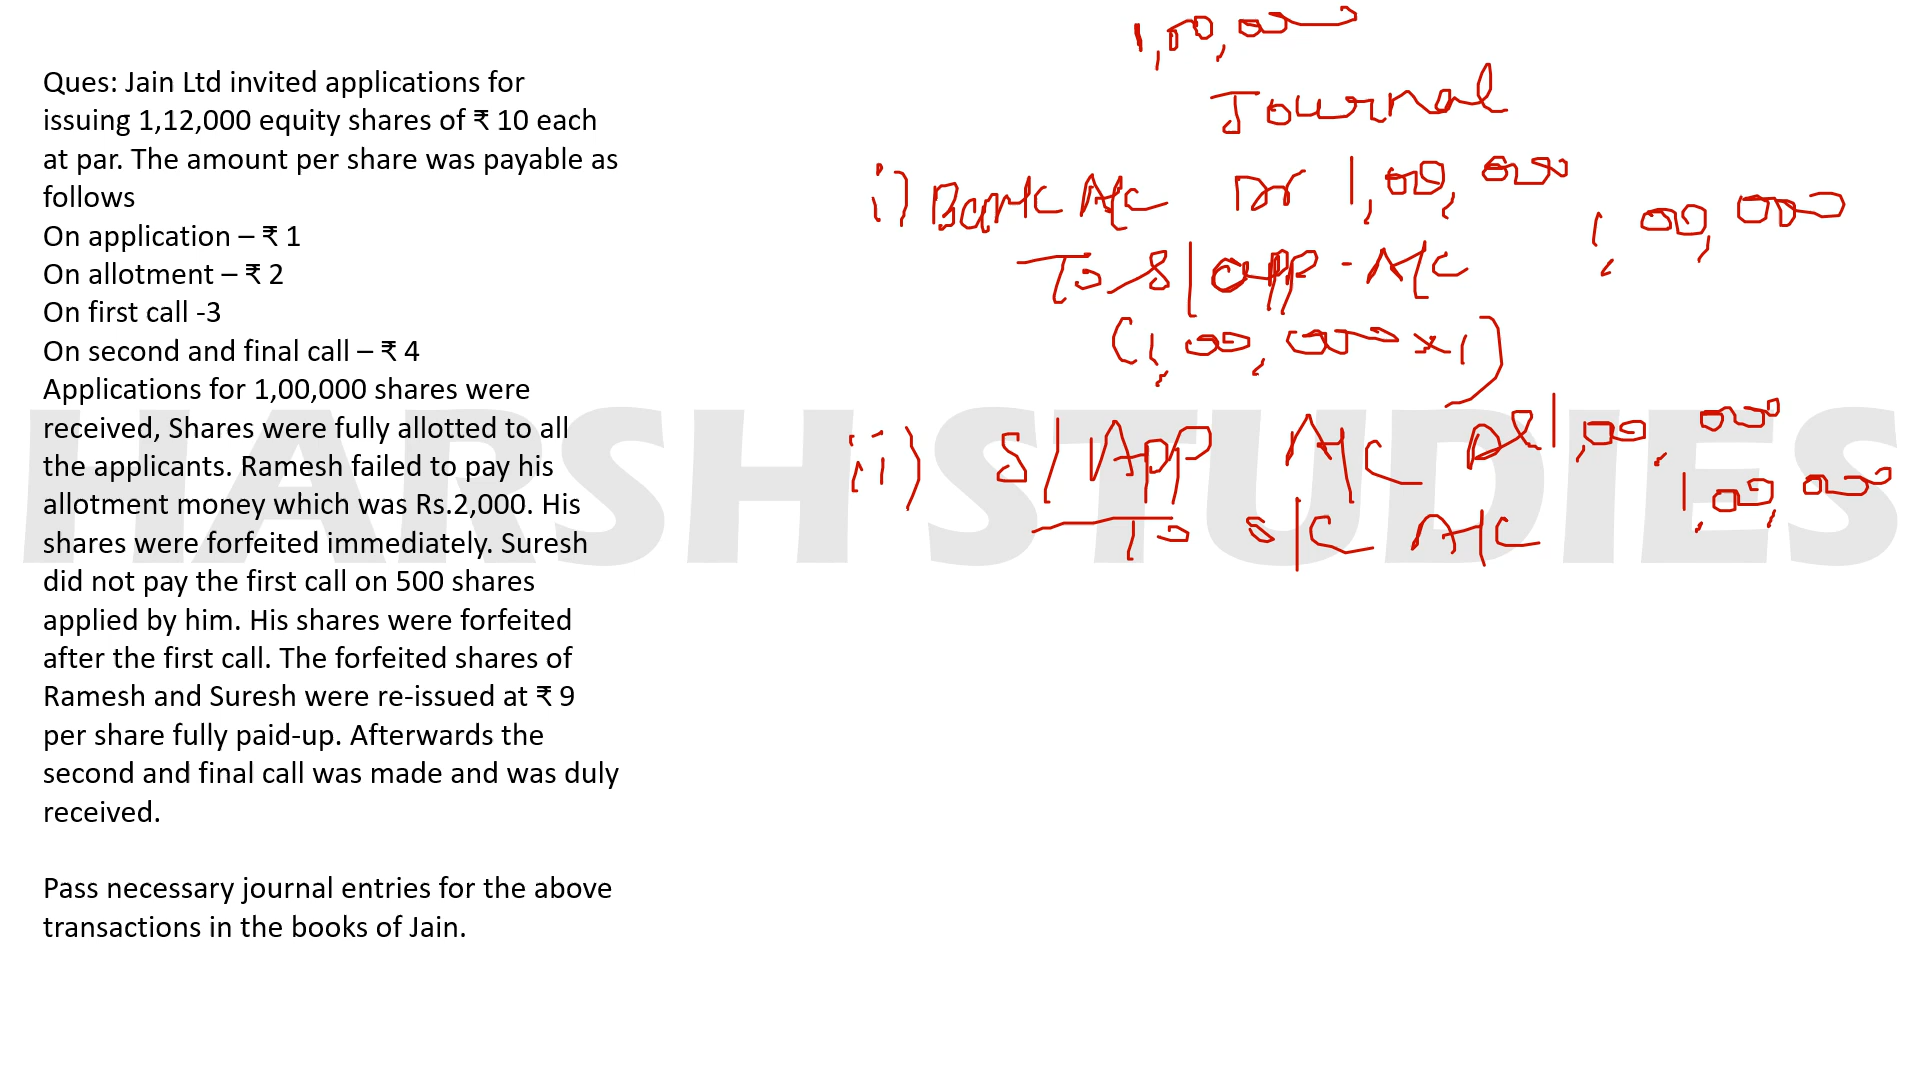 Ques: Jain Ltd invited applications for
issuing 1,12,000 equity shares of ₹ 10 each
at par. The amount per share was payable as
follows
On application – ₹ 1
On allotment – ₹ 2
On first call -3
On second and final call – ₹ 4
Applications for 1,00,000 shares were
received, Shares were fully allotted to all
the applicants. Ramesh failed to pay his
allotment money which was Rs.2,000. His
shares were forfeited immediately. Suresh
did not pay the first call on 500 shares
applied by him. His shares were forfeited
after the first call. The forfeited shares of
Ramesh and Suresh were re-issued at ₹ 9
per share fully paid-up. Afterwards the
second and final call was made and was duly
received.
Pass necessary journal entries for the above
transactions in the books of Jain.
1,00,000
Journal
i) Bank A/c Dr 1,00,000
To S/app - A/c 1,00,000
(1,00,000 x 1)
ii) S/App A/c Dr 1,00,000
To S/C A/C 1,00,000
HARSH STUDIES